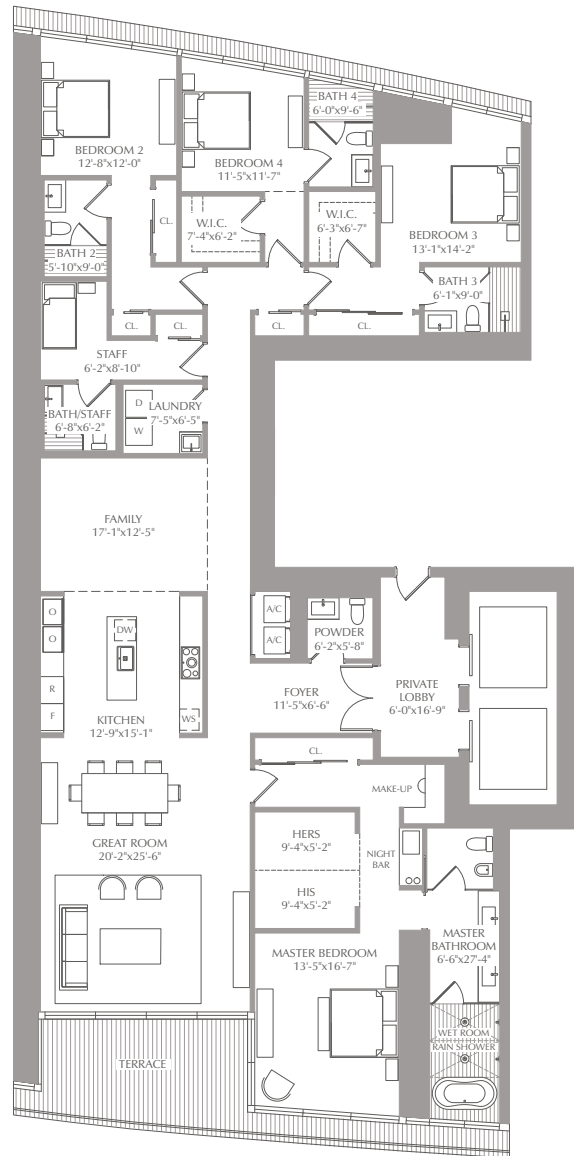 BATH 4
6'-0"x9'-6"
BEDROOM 2
12'-8"x12'-0"
BEDROOM 4
11'-5"x11'-7"
W.I.C.
7'-4"x6'-2"
W.I.C.
6'-3"x6'-7"
BEDROOM 3
13'-1"x14'-2"
CL.
BATH 2
5'-10"x9'-0"
BATH 3
6'-1"x9'-0"
CL.
CL.
CL.
CL.
STAFF
6'-2"x8'-10"
BATH/STAFF
6'-8"x6'-2"
D
W
LAUNDRY
7'-5"x6'-5"
FAMILY
17'-1"x12'-5"
O
O
R
F
DW
WS
KITCHEN
12'-9"x15'-1"
A/C
A/C
POWDER
6'-2"x5'-8"
FOYER
11'-5"x6'-6"
PRIVATE
LOBBY
6'-0"x16'-9"
CL.
MAKE-UP
GREAT ROOM
20'-2"x25'-6"
HERS
9'-4"x5'-2"
NIGHT
BAR
HIS
9'-4"x5'-2"
MASTER BEDROOM
13'-5"x16'-7"
MASTER
BATHROOM
6'-6"x27'-4"
WET ROOM
RAIN SHOWER
TERRACE